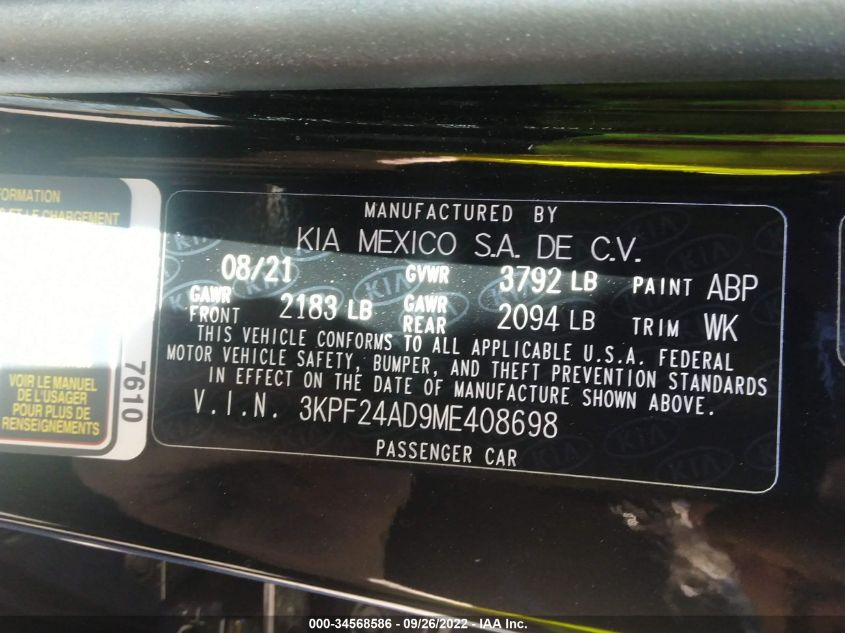 FORMATION
ET LE CHARGEMENT
VOIR LE MANUEL
DE L'USAGER
POUR PLUS DE
RENSEIGNEMENTS
7610
MANUFACTURED BY
KIA MEXICO S.A. DE C.V.
08/21 GVWR 3792 LB PAINT ABP
GAWR FRONT 2183 LB GAWR REAR 2094 LB TRIM WK
THIS VEHICLE CONFORMS TO ALL APPLICABLE U.S.A. FEDERAL
MOTOR VEHICLE SAFETY, BUMPER, AND THEFT PREVENTION STANDARDS
IN EFFECT ON THE DATE OF MANUFACTURE SHOWN ABOVE.
V.I.N. 3KPF24AD9ME408698
PASSENGER CAR
000-34568586 - 09/26/2022 - IAA Inc.